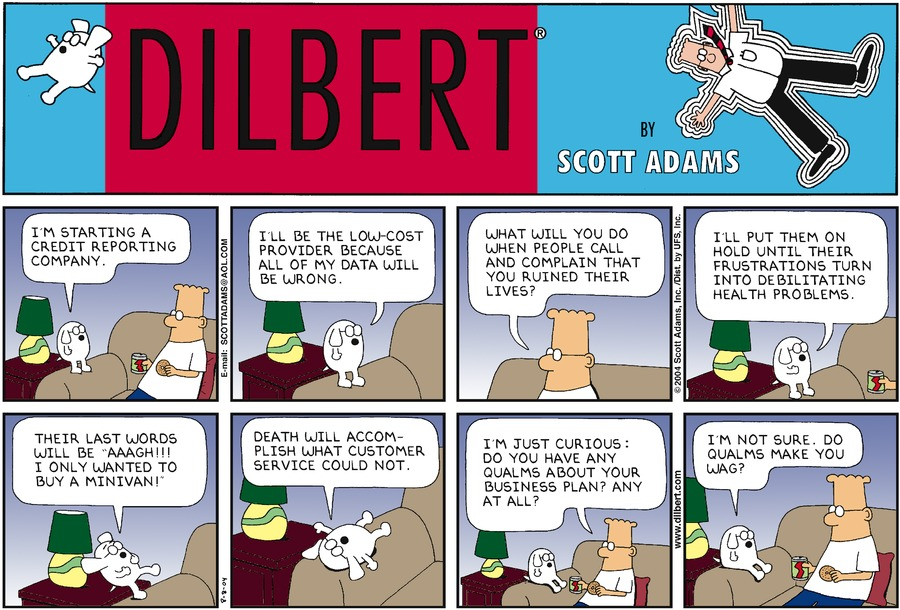 DILBERT®
BY
SCOTT ADAMS
I'M STARTING A
CREDIT REPORTING
COMPANY.
E-mail: SCOTTADAMS@AOL.COM
I'LL BE THE LOW-COST
PROVIDER BECAUSE
ALL OF MY DATA WILL
BE WRONG.
WHAT WILL YOU DO
WHEN PEOPLE CALL
AND COMPLAIN THAT
YOU RUINED THEIR
LIVES?
© 2004 Scott Adams, Inc./Dist. by UFS, Inc.
I'LL PUT THEM ON
HOLD UNTIL THEIR
FRUSTRATIONS TURN
INTO DEBILITATING
HEALTH PROBLEMS.
THEIR LAST WORDS
WILL BE "AAAGH!!!
I ONLY WANTED TO
BUY A MINIVAN!"
8-8-04
DEATH WILL ACCOM-
PLISH WHAT CUSTOMER
SERVICE COULD NOT.
I'M JUST CURIOUS:
DO YOU HAVE ANY
QUALMS ABOUT YOUR
BUSINESS PLAN? ANY
AT ALL?
www.dilbert.com
I'M NOT SURE. DO
QUALMS MAKE YOU
WAG?